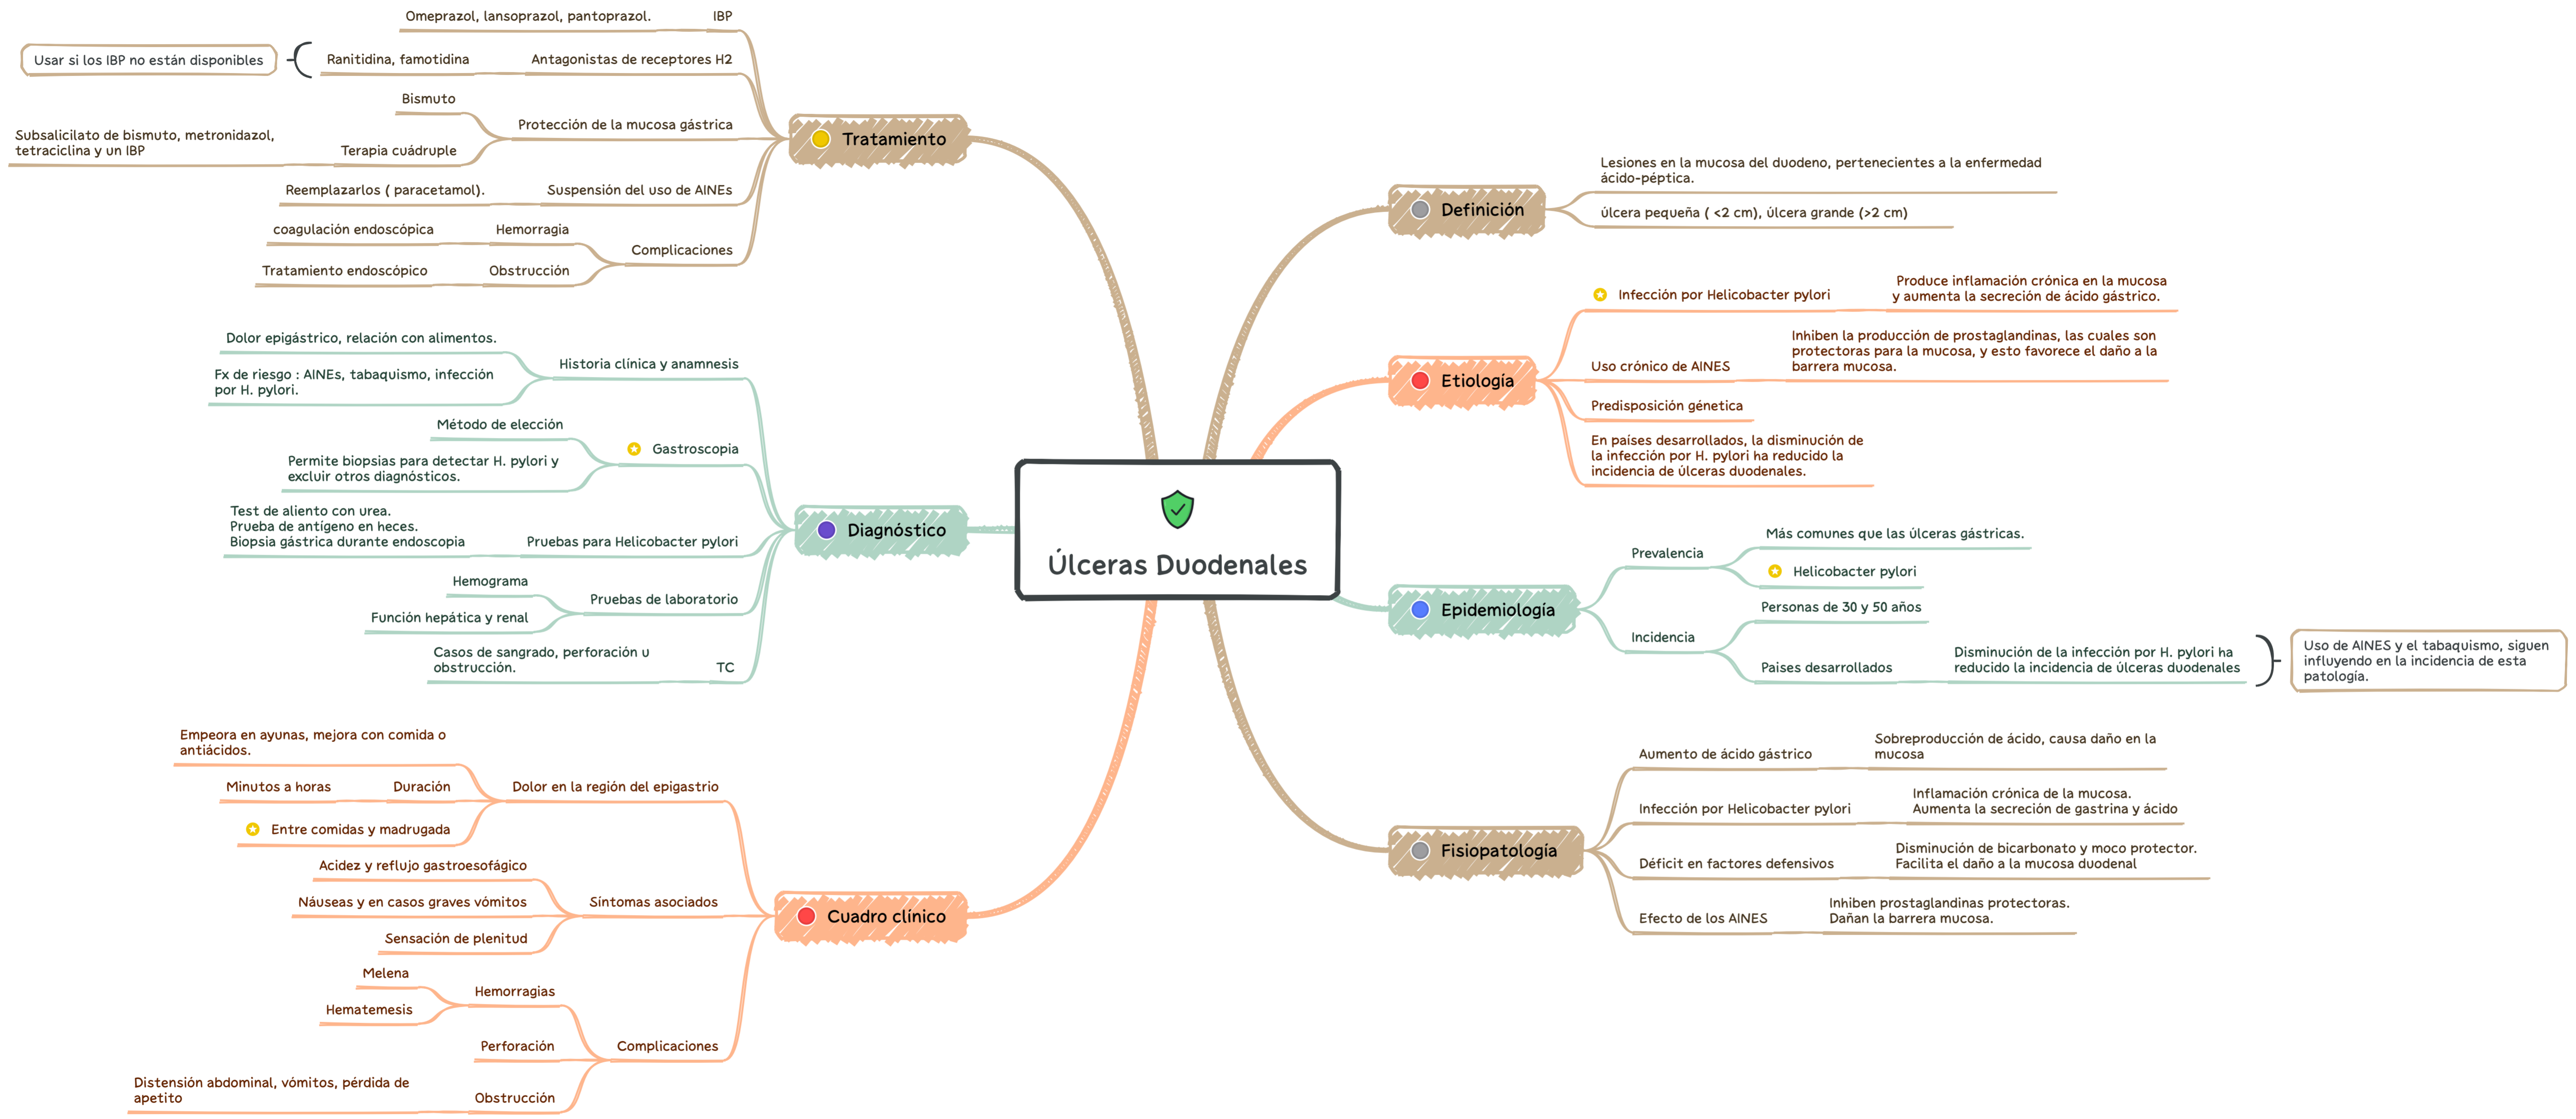 Úlceras Duodenales
Tratamiento
IBP
Omeprazol, lansoprazol, pantoprazol.
Antagonistas de receptores H2
Ranitidina, famotidina
Usar si los IBP no están disponibles
Protección de la mucosa gástrica
Bismuto
Terapia cuádruple
Subsalicilato de bismuto, metronidazol,
tetraciclina y un IBP
Suspensión del uso de AINEs
Reemplazarlos ( paracetamol).
Complicaciones
Hemorragia
coagulación endoscópica
Obstrucción
Tratamiento endoscópico
Diagnóstico
Historia clínica y anamnesis
Dolor epigástrico, relación con alimentos.
Fx de riesgo : AINEs, tabaquismo, infección
por H. pylori.
Gastroscopia
Método de elección
Permite biopsias para detectar H. pylori y
excluir otros diagnósticos.
Pruebas para Helicobacter pylori
Test de aliento con urea.
Prueba de antígeno en heces.
Biopsia gástrica durante endoscopia
Pruebas de laboratorio
Hemograma
Función hepática y renal
TC
Casos de sangrado, perforación u
obstrucción.
Cuadro clínico
Dolor en la región del epigastrio
Empeora en ayunas, mejora con comida o
antiácidos.
Duración
Minutos a horas
Entre comidas y madrugada
Síntomas asociados
Acidez y reflujo gastroesofágico
Náuseas y en casos graves vómitos
Sensación de plenitud
Complicaciones
Hemorragias
Melena
Hematemesis
Perforación
Obstrucción
Distensión abdominal, vómitos, pérdida de
apetito
Definición
Lesiones en la mucosa del duodeno, pertenecientes a la enfermedad
ácido-péptica.
úlcera pequeña ( <2 cm), úlcera grande (>2 cm)
Etiología
Infección por Helicobacter pylori
Produce inflamación crónica en la mucosa
y aumenta la secreción de ácido gástrico.
Uso crónico de AINES
Inhiben la producción de prostaglandinas, las cuales son
protectoras para la mucosa, y esto favorece el daño a la
barrera mucosa.
Predisposición génetica
En países desarrollados, la disminución de
la infección por H. pylori ha reducido la
incidencia de úlceras duodenales.
Epidemiología
Prevalencia
Más comunes que las úlceras gástricas.
Helicobacter pylori
Incidencia
Personas de 30 y 50 años
Paises desarrollados
Disminución de la infección por H. pylori ha
reducido la incidencia de úlceras duodenales
Uso de AINES y el tabaquismo, siguen
influyendo en la incidencia de esta
patología.
Fisiopatología
Aumento de ácido gástrico
Sobreproducción de ácido, causa daño en la
mucosa
Infección por Helicobacter pylori
Inflamación crónica de la mucosa.
Aumenta la secreción de gastrina y ácido
Déficit en factores defensivos
Disminución de bicarbonato y moco protector.
Facilita el daño a la mucosa duodenal
Efecto de los AINES
Inhiben prostaglandinas protectoras.
Dañan la barrera mucosa.